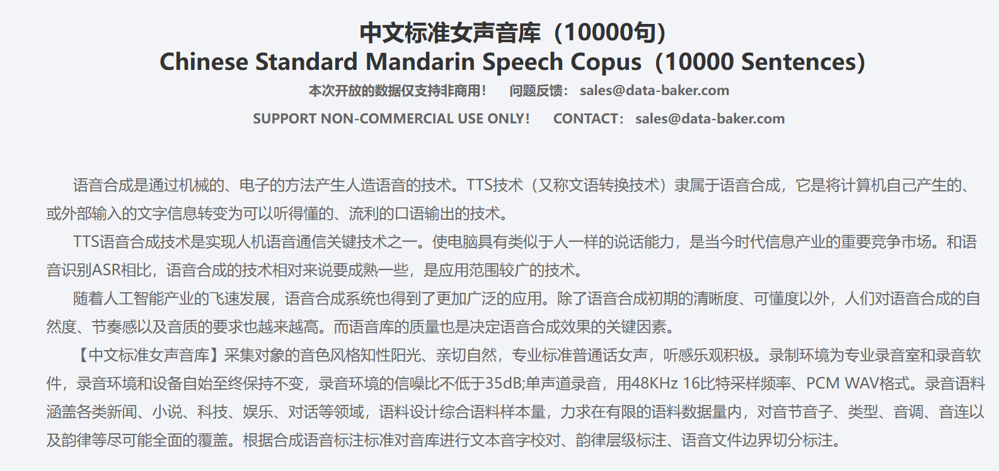 中文标准女声音库（10000句）
Chinese Standard Mandarin Speech Copus（10000 Sentences）
本次开放的数据仅支持非商用！ 问题反馈： sales@data-baker.com
SUPPORT NON-COMMERCIAL USE ONLY！ CONTACT： sales@data-baker.com
语音合成是通过机械的、电子的方法产生人造语音的技术。TTS技术（又称文语转换技术）隶属于语音合成，它是将计算机自己产生的、
或外部输入的文字信息转变为可以听得懂的、流利的口语输出的技术。
TTS语音合成技术是实现人机语音通信关键技术之一。使电脑具有类似于人一样的说话能力，是当今时代信息产业的重要竞争市场。和语
音识别ASR相比，语音合成的技术相对来说要成熟一些，是应用范围较广的技术。
随着人工智能产业的飞速发展，语音合成系统也得到了更加广泛的应用。除了语音合成初期的清晰度、可懂度以外，人们对语音合成的自
然度、节奏感以及音质的要求也越来越高。而语音库的质量也是决定语音合成效果的关键因素。
【中文标准女声音库】采集对象的音色风格知性阳光、亲切自然，专业标准普通话女声，听感乐观积极。录制环境为专业录音室和录音软
件，录音环境和设备自始至终保持不变，录音环境的信噪比不低于35dB;单声道录音，用48KHz 16比特采样频率、PCM WAV格式。录音语料
涵盖各类新闻、小说、科技、娱乐、对话等领域，语料设计综合语料样本量，力求在有限的语料数据量内，对音节音子、类型、音调、音连以
及韵律等尽可能全面的覆盖。根据合成语音标注标准对音库进行文本音字校对、韵律层级标注、语音文件边界切分标注。